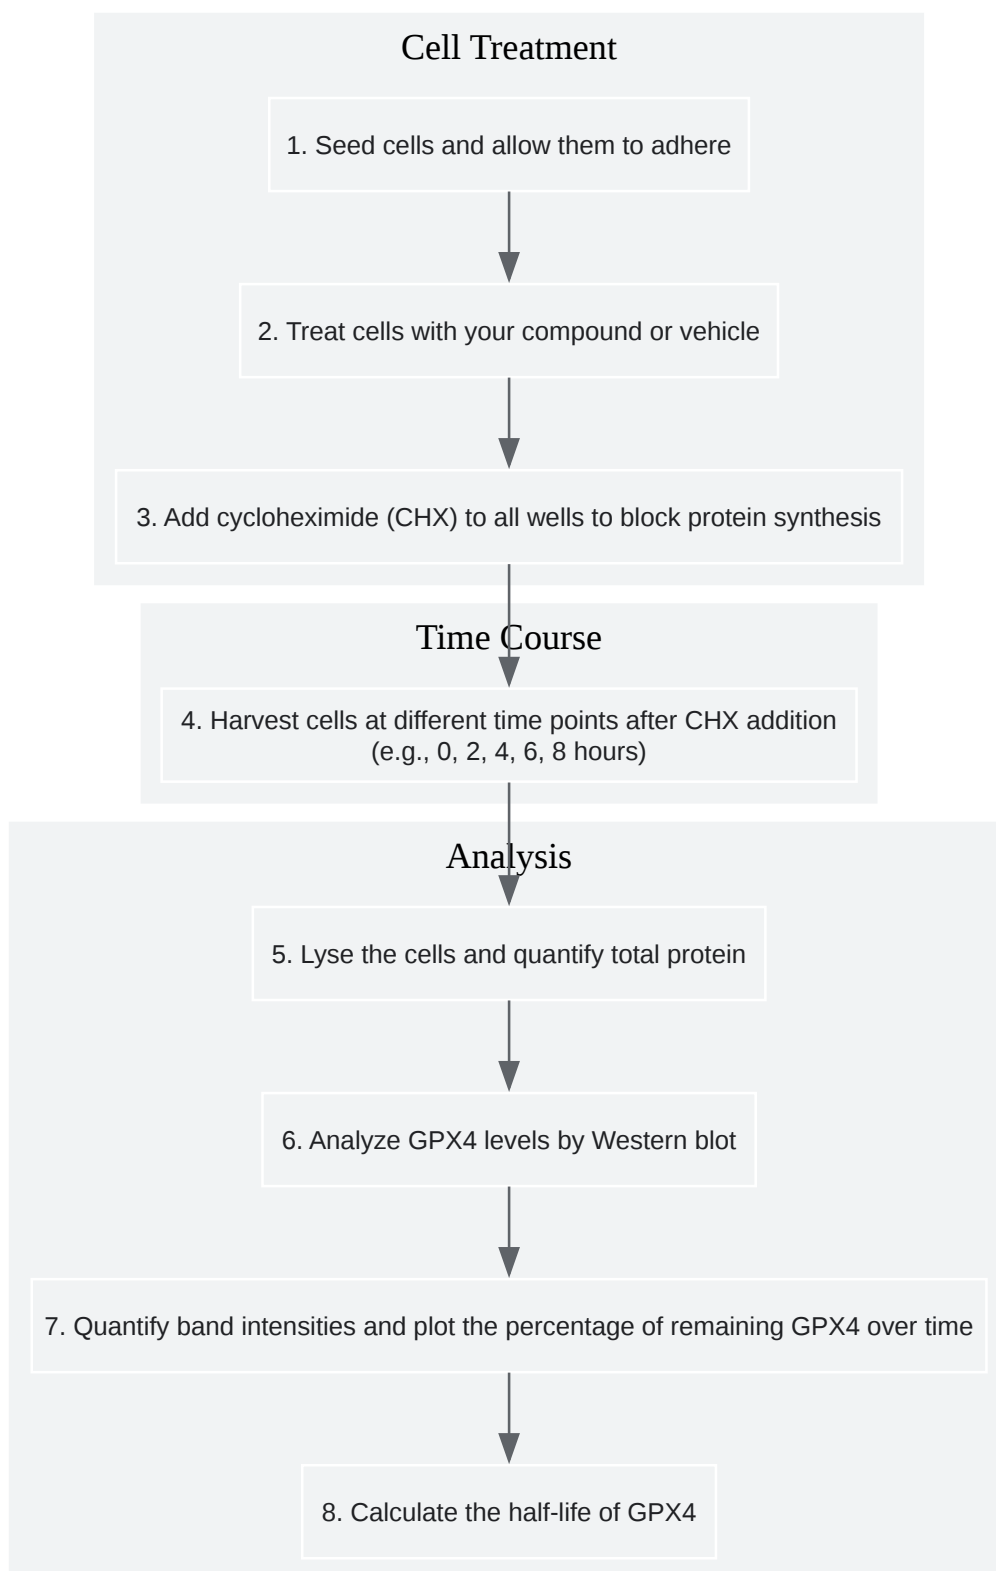 Cell Treatment
1. Seed cells and allow them to adhere
2. Treat cells with your compound or vehicle
3. Add cycloheximide (CHX) to all wells to block protein synthesis
Time Course
4. Harvest cells at different time points after CHX addition
(e.g., 0, 2, 4, 6, 8 hours)
Analysis
5. Lyse the cells and quantify total protein
6. Analyze GPX4 levels by Western blot
7. Quantify band intensities and plot the percentage of remaining GPX4 over time
8. Calculate the half-life of GPX4